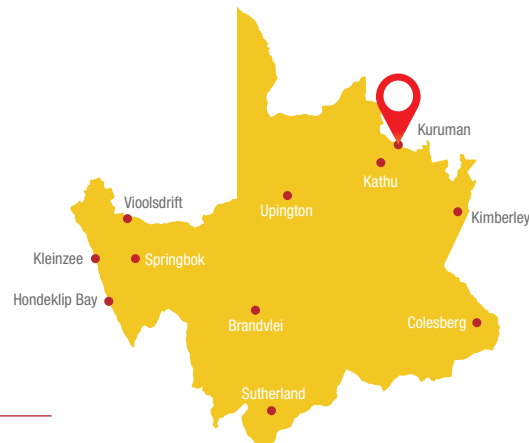 Kuruman
Kathu
Upington
Kimberley
Vioolsdrift
Kleinzee
Springbok
Hondeklip Bay
Brandvlei
Colesberg
Sutherland